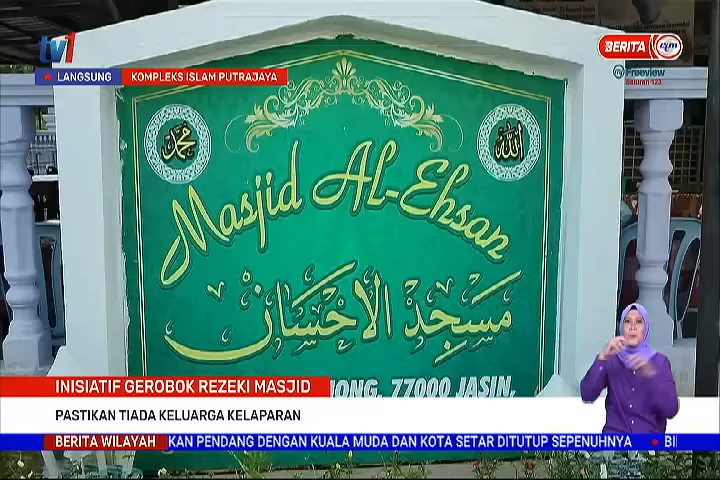 tv1
BERITA rtm
LANGSUNG KOMPLEKS ISLAM PUTRAJAYA
myFreeview
Saluran 123
محمد
الله
Masjid Al-Ehsan
مسجد الاحسان
77000 JASIN,
INISIATIF GEROBOK REZEKI MASJID
PASTIKAN TIADA KELUARGA KELAPARAN
BERITA WILAYAH KAN PENDANG DENGAN KUALA MUDA DAN KOTA SETAR DITUTUP SEPENUHNYA